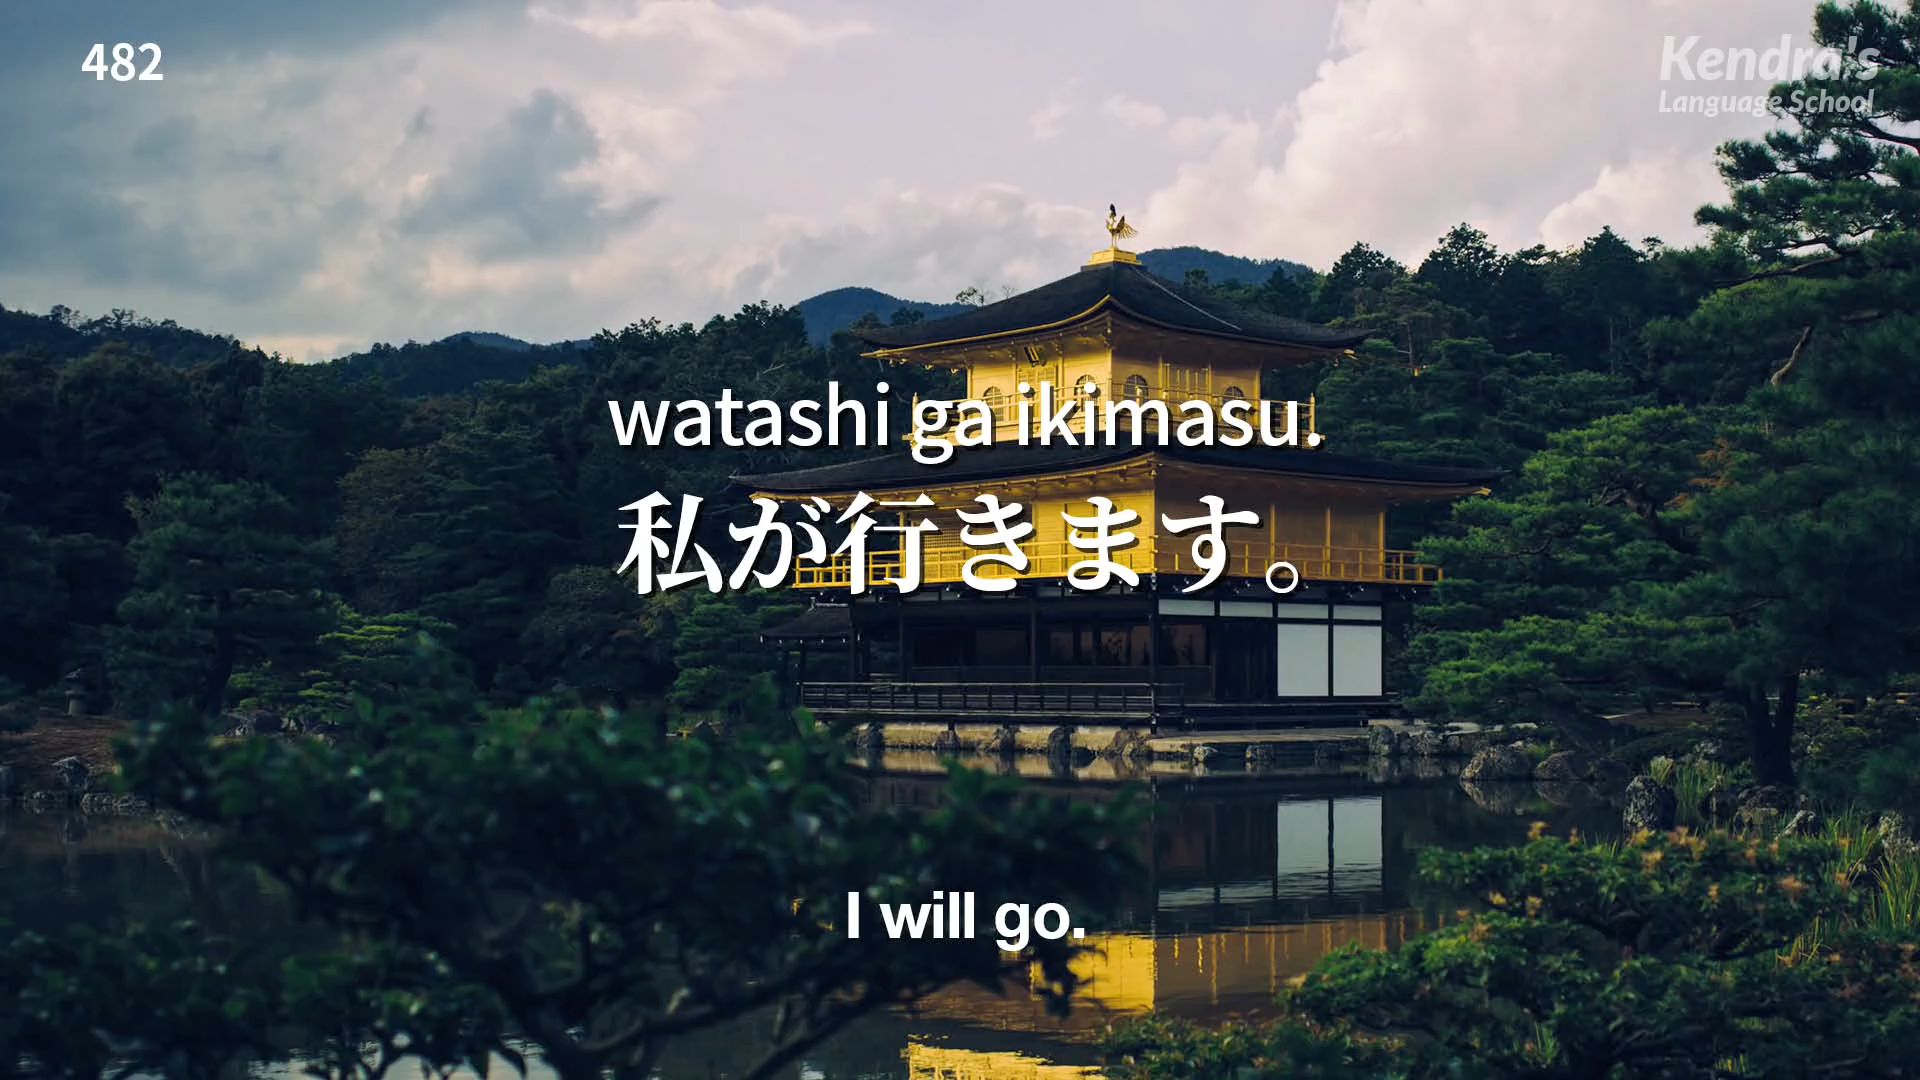 482
Kendra's
Language School
watashi ga ikimasu.
私が行きます。
I will go.